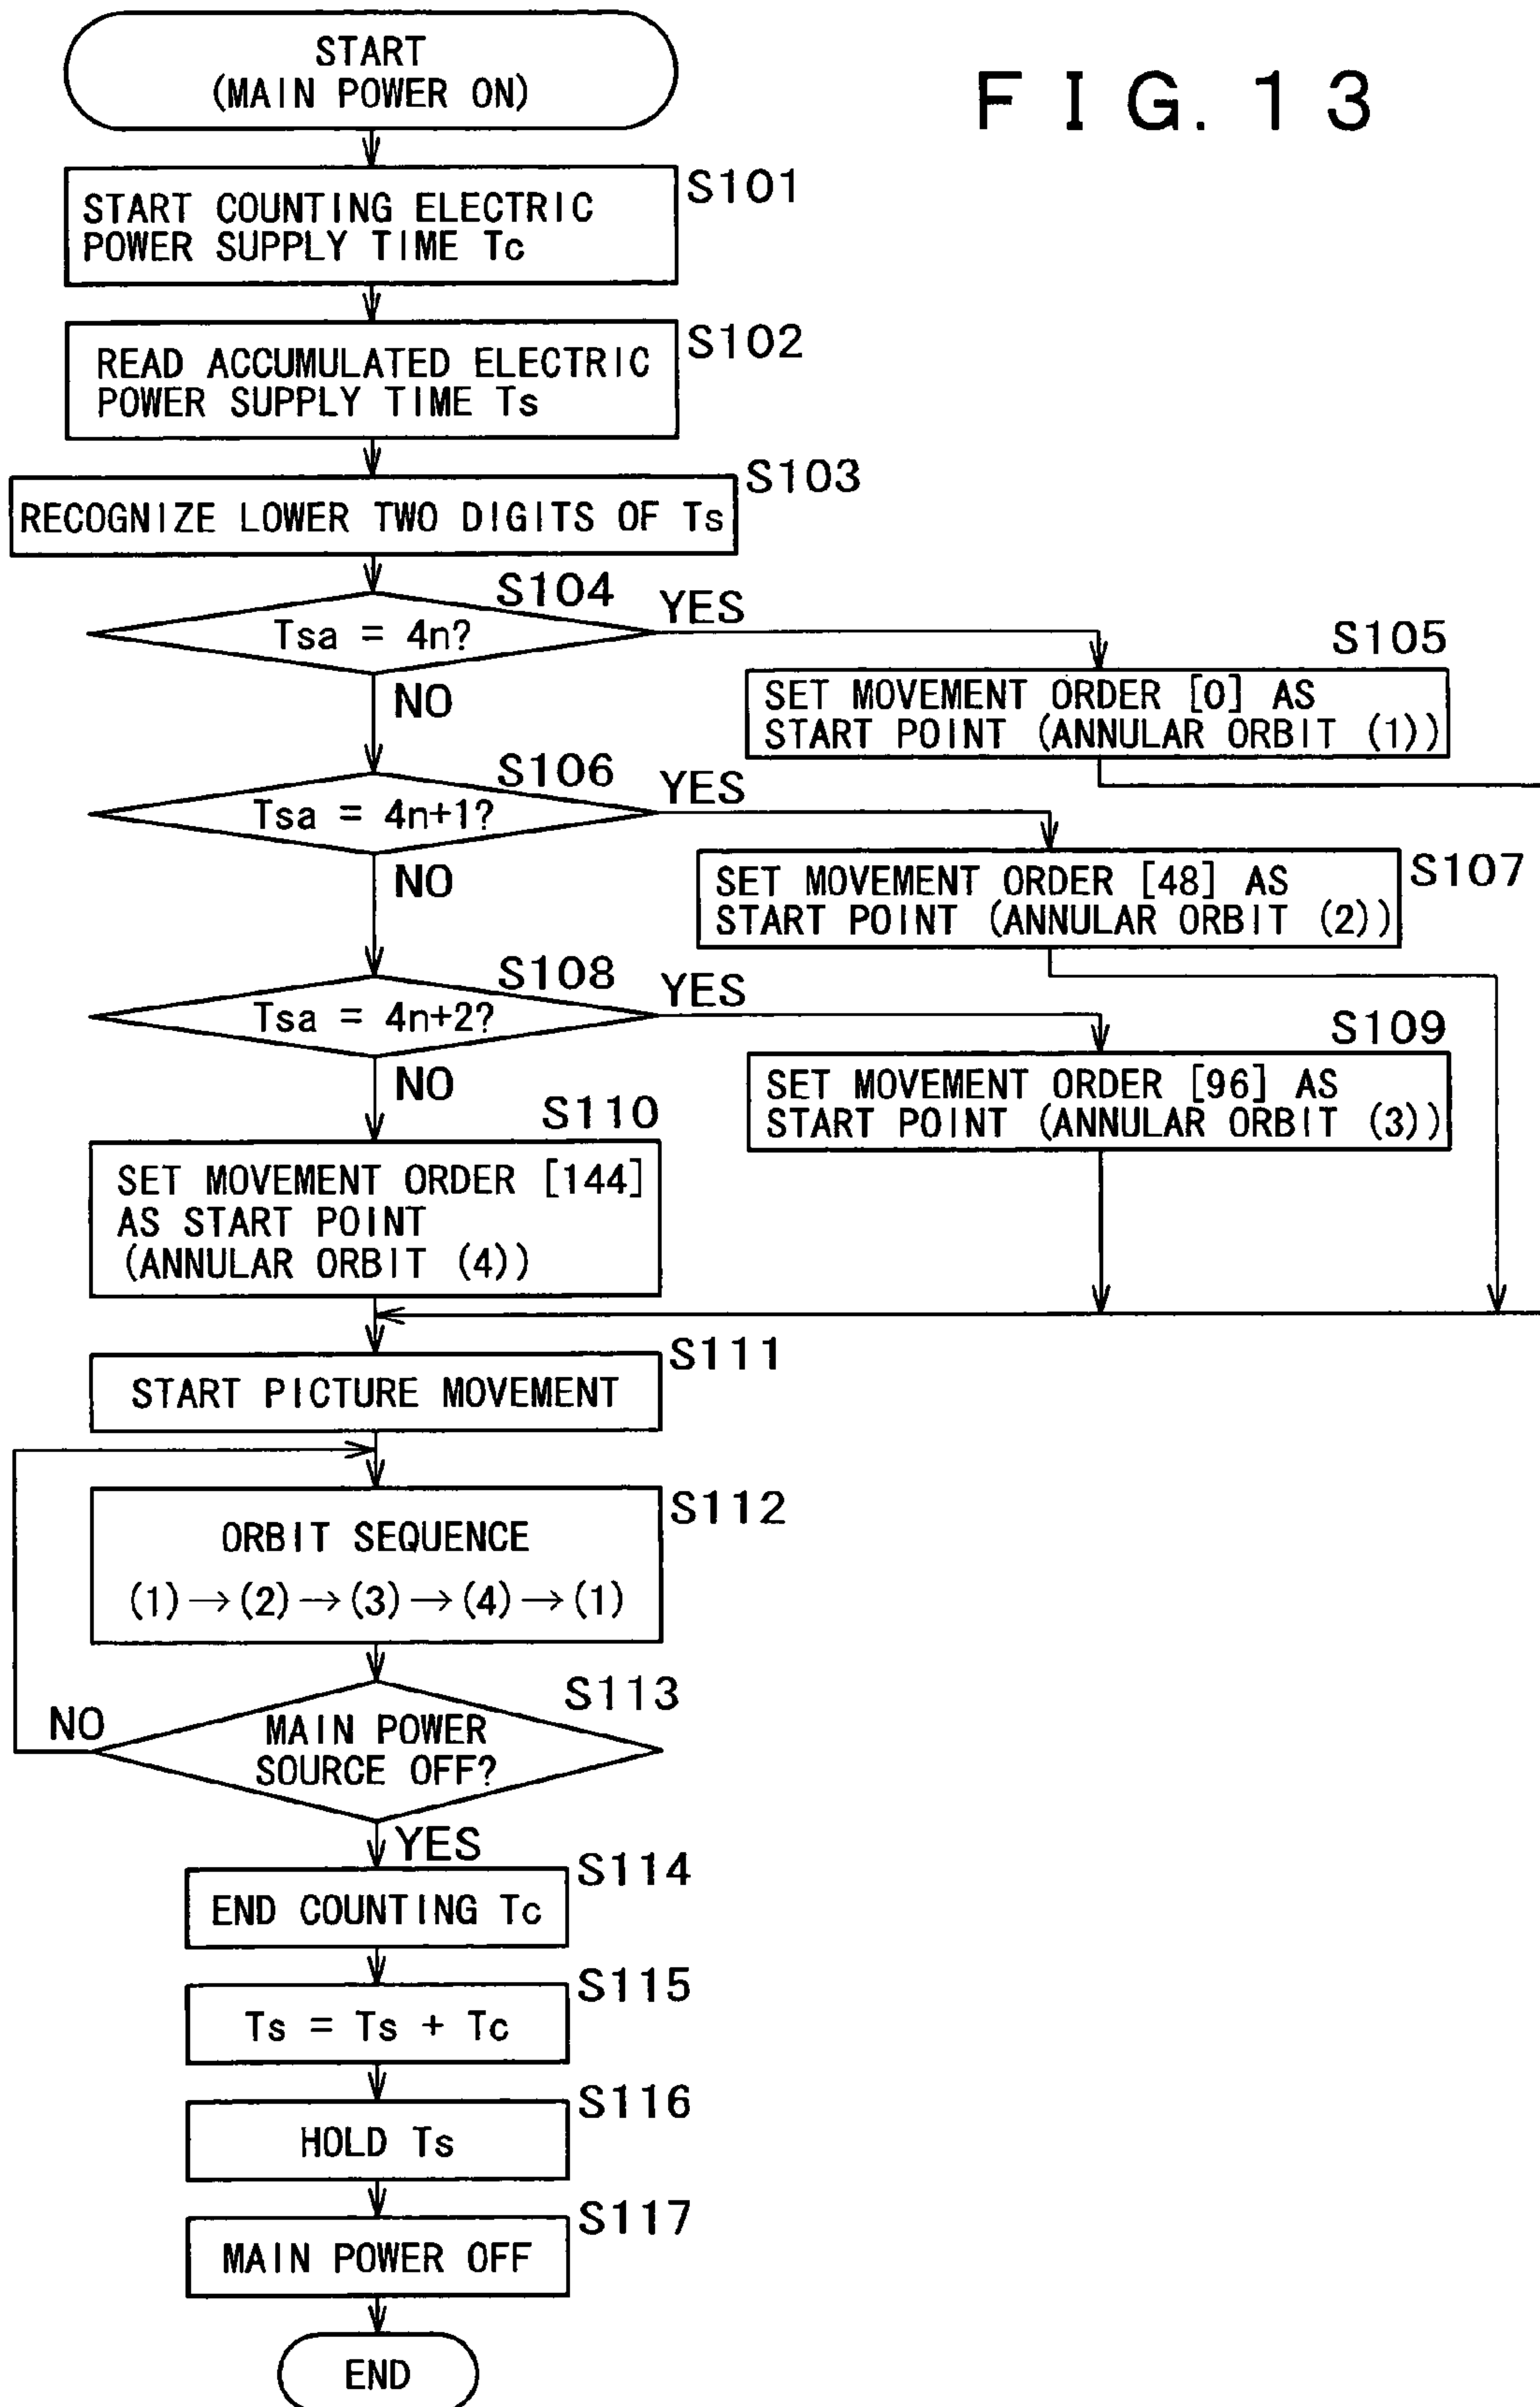 FIG. 13
START
(MAIN POWER ON)
S101
START COUNTING ELECTRIC
POWER SUPPLY TIME Tc
S102
READ ACCUMULATED ELECTRIC
POWER SUPPLY TIME Ts
S103
RECOGNIZE LOWER TWO DIGITS OF Ts
S104
Tsa = 4n?
YES
NO
S105
SET MOVEMENT ORDER [0] AS
START POINT (ANNULAR ORBIT (1))
S106
Tsa = 4n+1?
YES
NO
S107
SET MOVEMENT ORDER [48] AS
START POINT (ANNULAR ORBIT (2))
S108
Tsa = 4n+2?
YES
NO
S109
SET MOVEMENT ORDER [96] AS
START POINT (ANNULAR ORBIT (3))
S110
SET MOVEMENT ORDER [144]
AS START POINT
(ANNULAR ORBIT (4))
S111
START PICTURE MOVEMENT
S112
ORBIT SEQUENCE
(1)→(2)→(3)→(4)→(1)
S113
MAIN POWER
SOURCE OFF?
NO
YES
S114
END COUNTING Tc
S115
Ts = Ts + Tc
S116
HOLD Ts
S117
MAIN POWER OFF
END